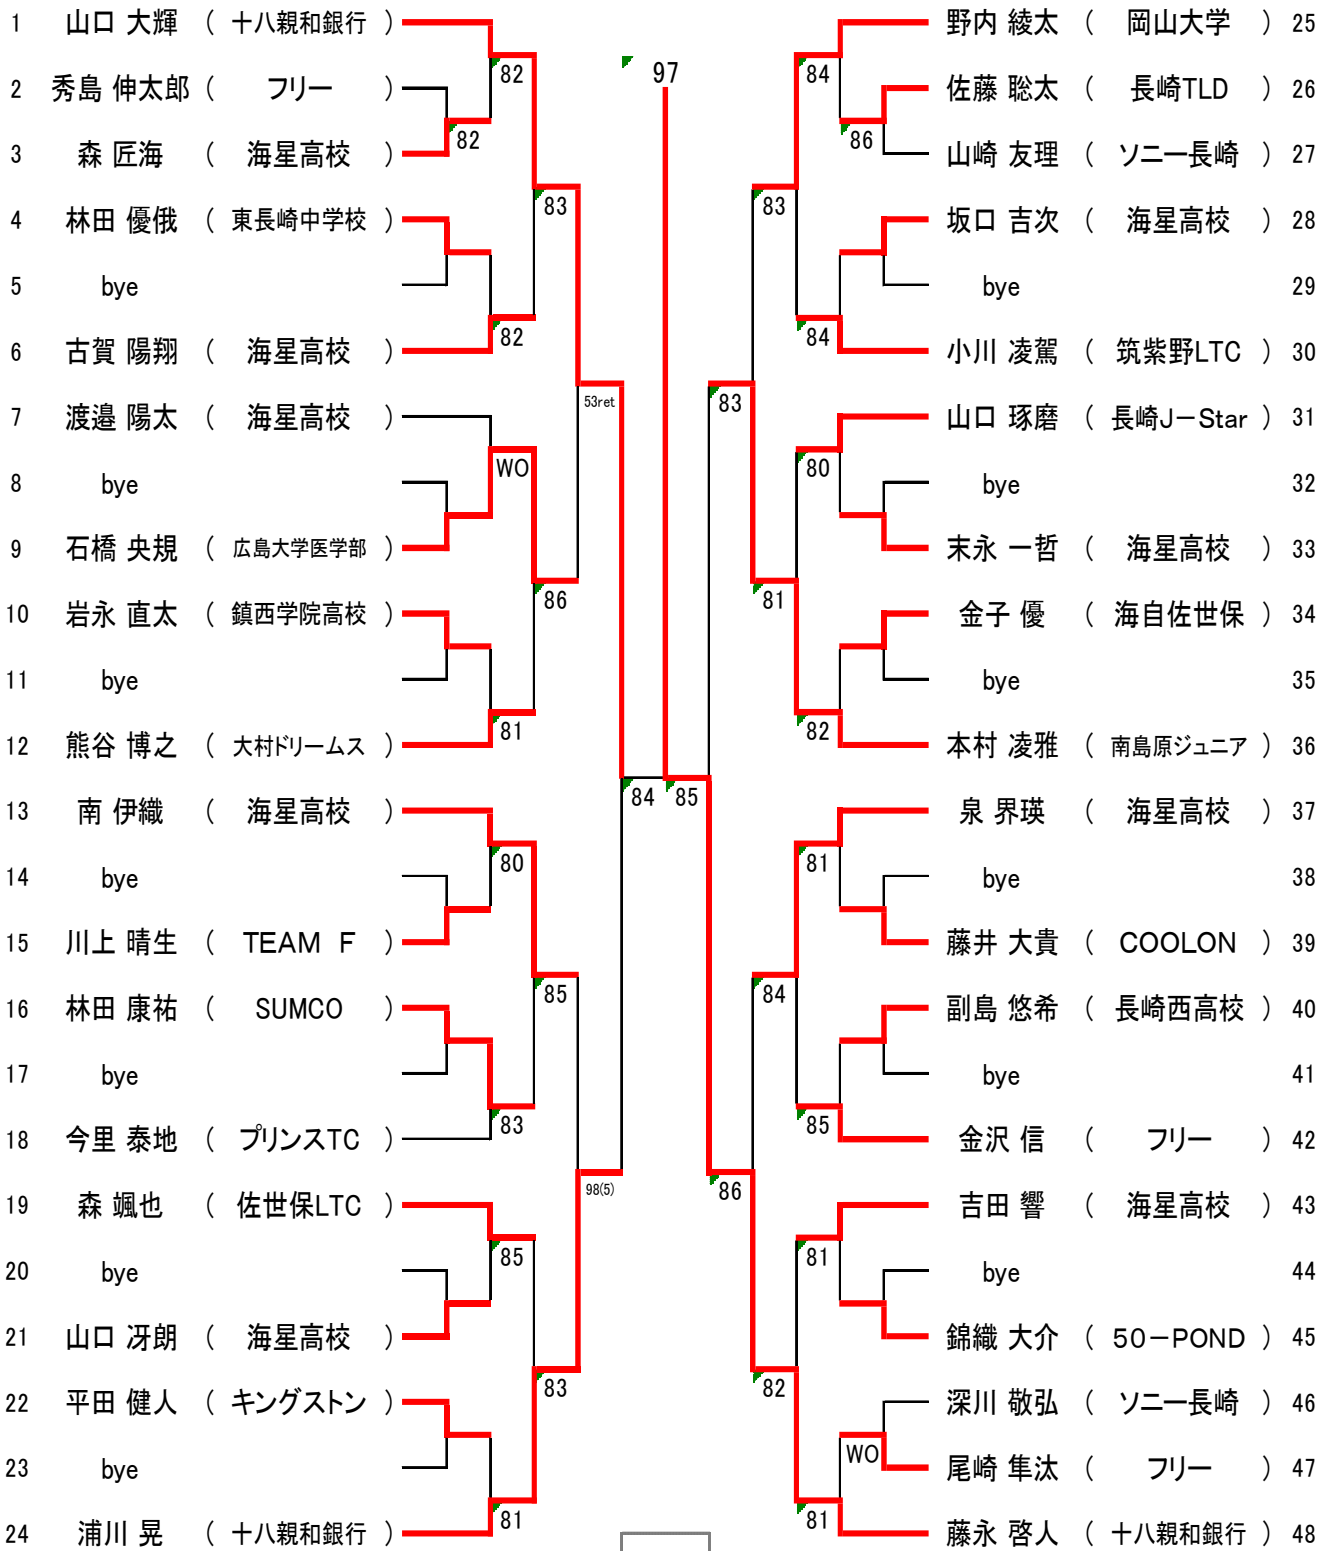 1 山口 大輝 ( 十八親和銀行 )
2 秀島 伸太郎 ( フリー )
3 森 匠海 ( 海星高校 )
4 林田 優俄 ( 東長崎中学校 )
5 bye
6 古賀 陽翔 ( 海星高校 )
7 渡邉 陽太 ( 海星高校 )
8 bye
9 石橋 央規 ( 広島大学医学部 )
10 岩永 直太 ( 鎮西学院高校 )
11 bye
12 熊谷 博之 ( 大村ドリームス )
13 南 伊織 ( 海星高校 )
14 bye
15 川上 晴生 ( TEAM F )
16 林田 康祐 ( SUMCO )
17 bye
18 今里 泰地 ( プリンスTC )
19 森 颯也 ( 佐世保LTC )
20 bye
21 山口 冴朗 ( 海星高校 )
22 平田 健人 ( キングストン )
23 bye
24 浦川 晃 ( 十八親和銀行 )
82
82
82
WO
81
80
83
85
81
83
86
85
83
53ret
98(5)
84
97
85
83
86
83
81
84
82
84
84
80
82
81
85
81
81
86
WO
野内 綾太 ( 岡山大学 ) 25
佐藤 聡太 ( 長崎TLD ) 26
山崎 友理 ( ソニー長崎 ) 27
坂口 吉次 ( 海星高校 ) 28
bye 29
小川 凌駕 ( 筑紫野LTC ) 30
山口 琢磨 ( 長崎J－Star ) 31
bye 32
末永 一哲 ( 海星高校 ) 33
金子 優 ( 海自佐世保 ) 34
bye 35
本村 凌雅 ( 南島原ジュニア ) 36
泉 界瑛 ( 海星高校 ) 37
bye 38
藤井 大貴 ( COOLON ) 39
副島 悠希 ( 長崎西高校 ) 40
bye 41
金沢 信 ( フリー ) 42
吉田 響 ( 海星高校 ) 43
bye 44
錦織 大介 ( 50－POND ) 45
深川 敬弘 ( ソニー長崎 ) 46
尾崎 隼汰 ( フリー ) 47
藤永 啓人 ( 十八親和銀行 ) 48